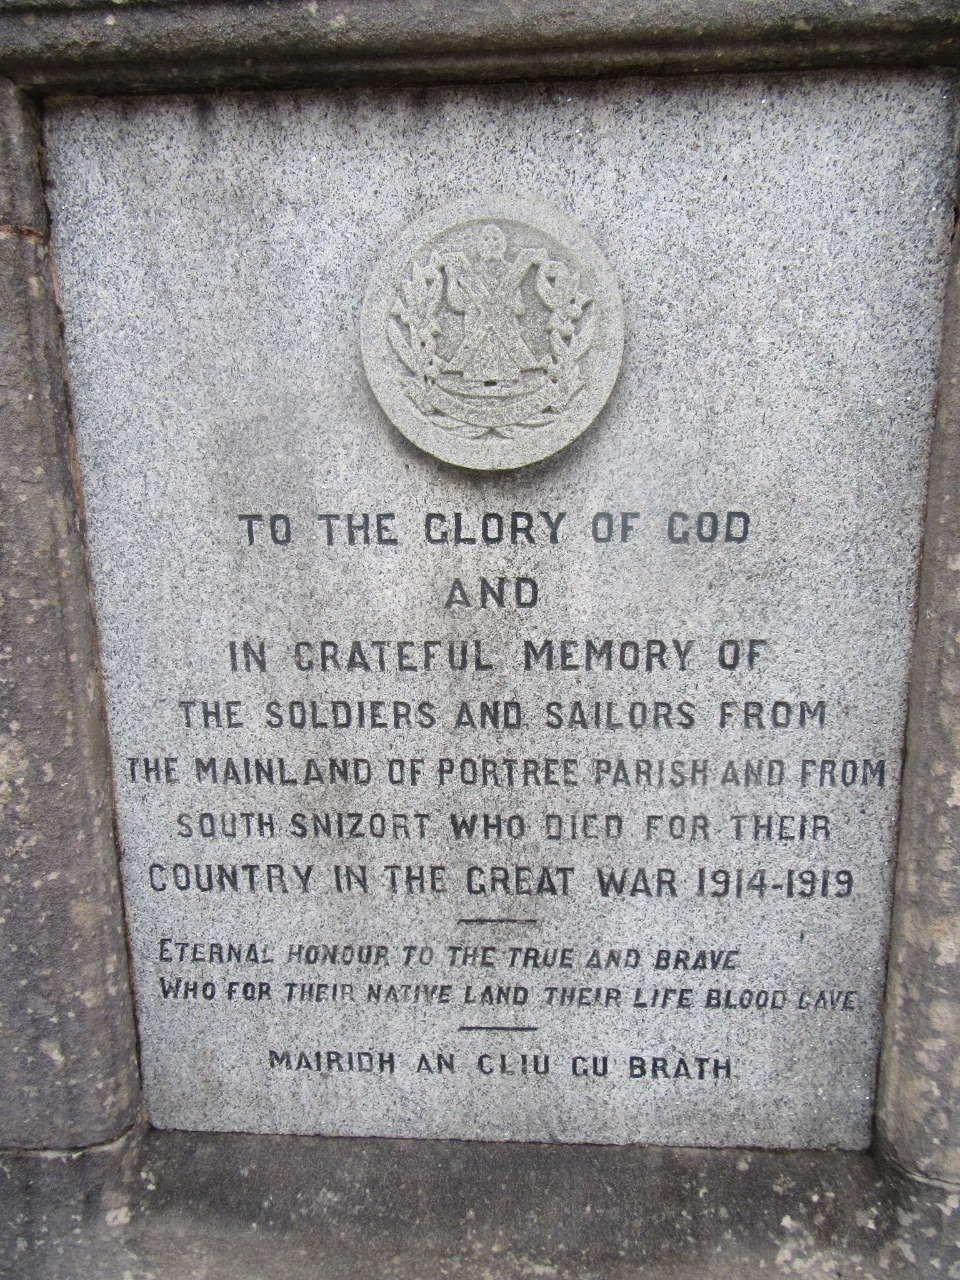 TO THE GLORY OF GOD
AND
IN GRATEFUL MEMORY OF
THE SOLDIERS AND SAILORS FROM
THE MAINLAND OF PORTREE PARISH AND FROM
SOUTH SNIZORT WHO DIED FOR THEIR
COUNTRY IN THE GREAT WAR 1914-1919
ETERNAL HONOUR TO THE TRUE AND BRAVE
WHO FOR THEIR NATIVE LAND THEIR LIFE BLOOD GAVE
MAIRIDH AN CLIU GU BRATH